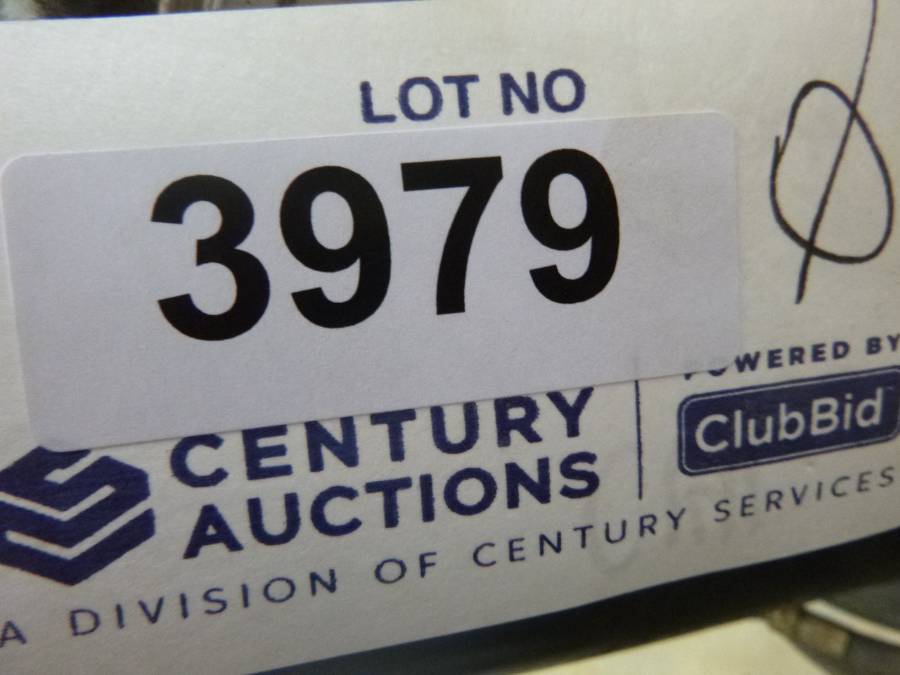 LOT NO
3979
CENTURY
AUCTIONS
POWERED BY
ClubBid
A DIVISION OF CENTURY SERVICES